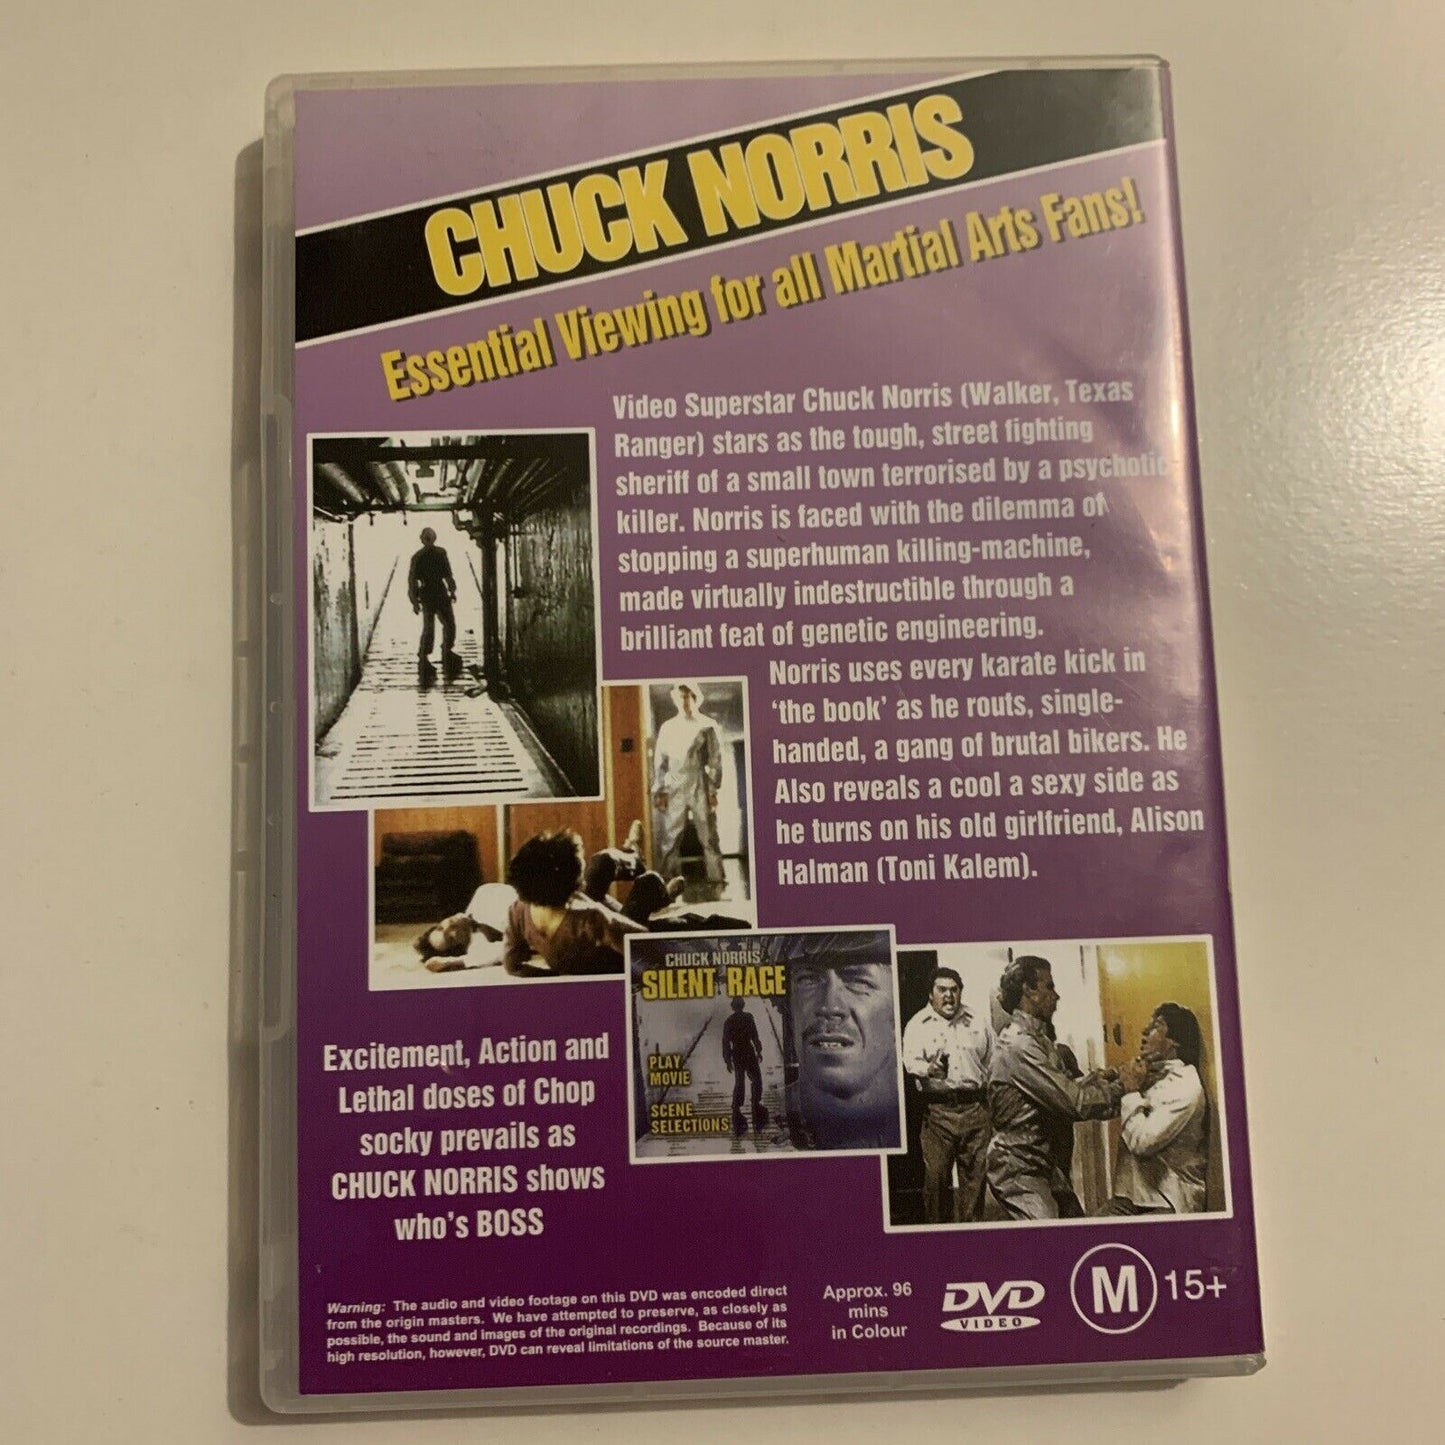 CHUCK NORRIS
Essential Viewing for all Martial Arts Fans!
Video Superstar Chuck Norris (Walker, Texas
Ranger) stars as the tough, street fighting
sheriff of a small town terrorised by a psychotic
killer. Norris is faced with the dilemma of
stopping a superhuman killing-machine,
made virtually indestructible through a
brilliant feat of genetic engineering.
Norris uses every karate kick in
‘the book’ as he routs, single-
handed, a gang of brutal bikers. He
Also reveals a cool a sexy side as
he turns on his old girlfriend, Alison
Halman (Toni Kalem).
CHUCK NORRIS
SILENT RAGE
PLAY
MOVIE
SCENE
SELECTIONS
Excitement, Action and
Lethal doses of Chop
socky prevails as
CHUCK NORRIS shows
who’s BOSS
Warning: The audio and video footage on this DVD was encoded direct
from the origin masters. We have attempted to preserve, as closely as
possible, the sound and images of the original recordings. Because of its
high resolution, however, DVD can reveal limitations of the source master.
Approx. 96
mins
in Colour
DVD
VIDEO
M 15+